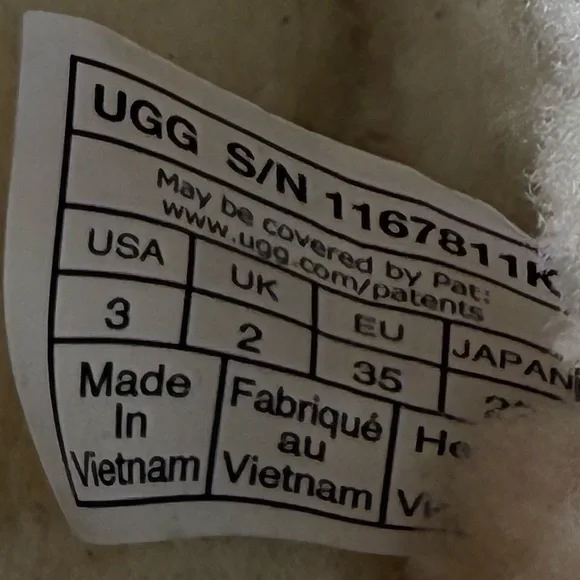 UGG S/N 1167811K
May be covered by Pat:
www.ugg.com/patents
USA UK EU JAPAN
3 2 35
Made Fabriqué
In au
Vietnam Vietnam